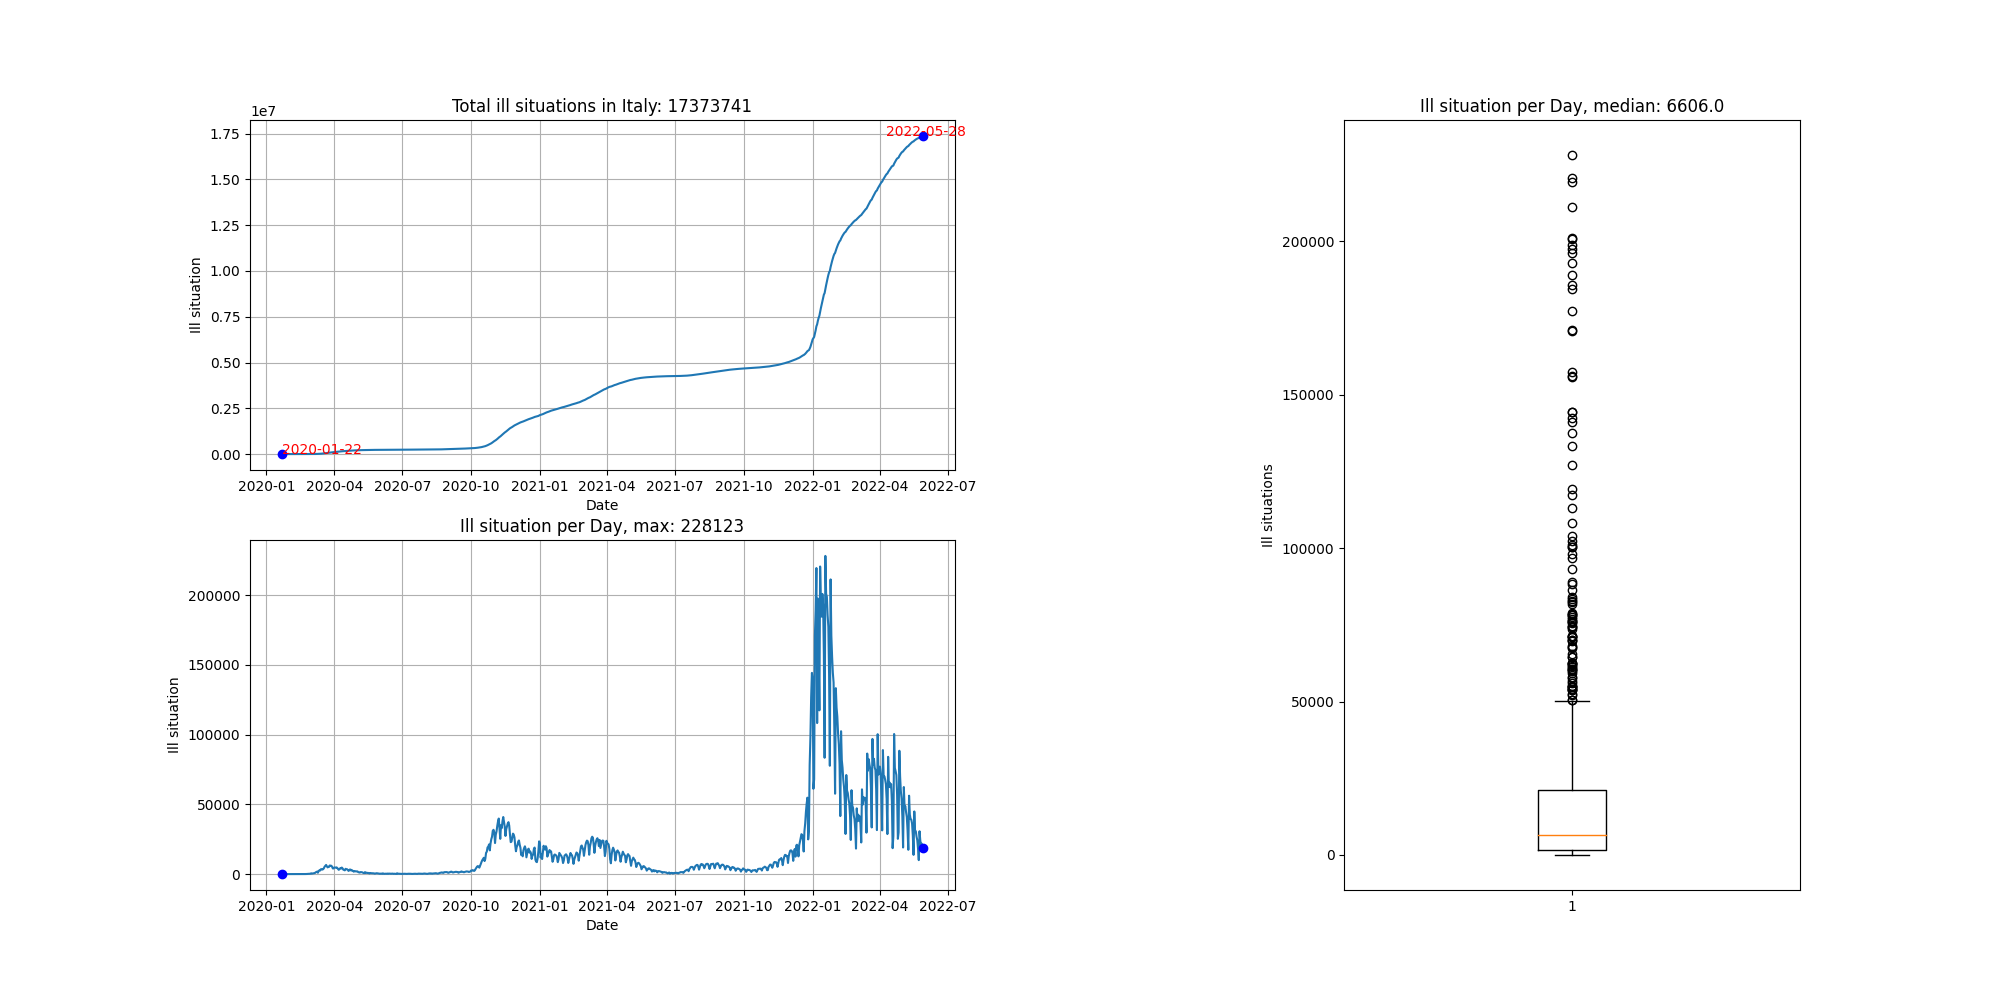 Total ill situations in Italy: 17373741
1e7
1.75
1.50
1.25
1.00
0.75
0.50
0.25
0.00
Ill situation
2022-05-28
2020-01-22
2020-01 2020-04 2020-07 2020-10 2021-01 2021-04 2021-07 2021-10 2022-01 2022-04 2022-07
Date
Ill situation per Day, max: 228123
200000
150000
100000
50000
0
Ill situation
2020-01 2020-04 2020-07 2020-10 2021-01 2021-04 2021-07 2021-10 2022-01 2022-04 2022-07
Date
Ill situation per Day, median: 6606.0
200000
150000
100000
50000
0
Ill situations
1